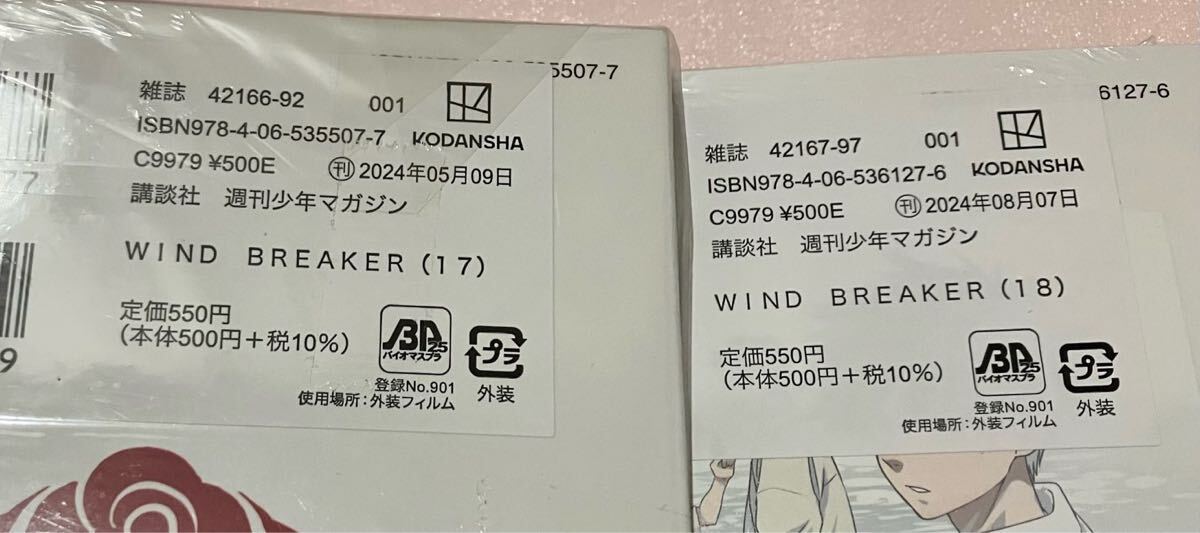 5507-7
雑誌 42166-92 001
ISBN978-4-06-535507-7 KODANSHA
C9979 ¥500E ㊞刊2024年05月09日
講談社 週刊少年マガジン
WIND BREAKER(17)
定価550円
(本体500円+税10%)
バイオマスプラ 25
プラ
登録No.901
使用場所:外装フィルム
外装
7
9
6127-6
雑誌 42167-97 001
KODANSHA
ISBN978-4-06-536127-6
C9979 ¥500E 刊2024年08月07日
講談社 週刊少年マガジン
WIND BREAKER(18)
定価550円
(本体500円+税10%)
バイオマスプラ 25
プラ
登録No.901
使用場所:外装フィルム
外装